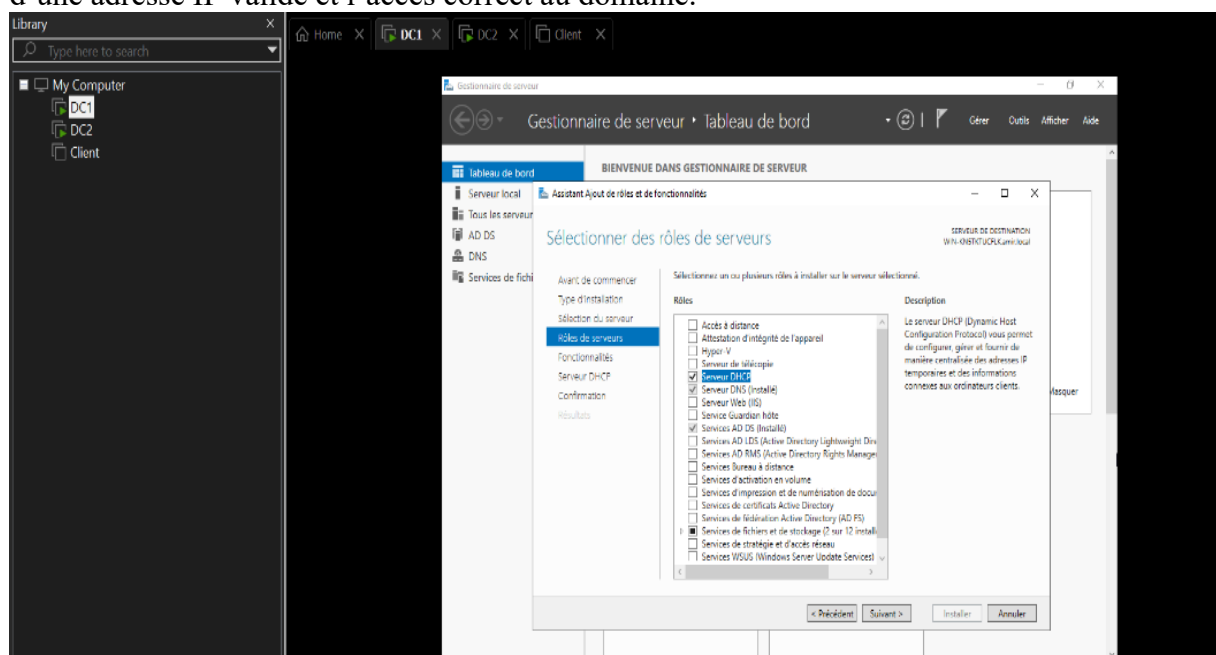 d'une adresse IP valide et l'accès correct au domaine.
Library
Type here to search
My Computer
DC1
DC2
Client
Home
DC1
DC2
Client
Gestionnaire de serveur
Gestionnaire de serveur • Tableau de bord
Gérer Outils Afficher Aide
Tableau de bord
Serveur local
Tous les serveur
AD DS
DNS
Services de fichi
BIENVENUE DANS GESTIONNAIRE DE SERVEUR
Masquer
Assistant Ajout de rôles et de fonctionnalités
Sélectionner des rôles de serveurs
SERVEUR DE DESTINATION
Avant de commencer
Type d'installation
Sélection du serveur
Rôles de serveurs
Fonctionnalités
Serveur DHCP
Confirmation
Résultats
Sélectionnez un ou plusieurs rôles à installer sur le serveur sélectionné.
Rôles
Accès à distance
Attestation d'intégrité de l'appareil
Hyper-V
Serveur de télécopie
Serveur DHCP
Serveur DNS (Installé)
Serveur Web (IIS)
Service Guardian hôte
Services AD DS (Installé)
Services AD LDS (Active Directory Lightweight Dire
Services AD RMS (Active Directory Rights Manager
Services Bureau à distance
Services d'activation en volume
Services d'impression et de numérisation de docum
Services de certificats Active Directory
Services de fédération Active Directory (AD FS)
Services de fichiers et de stockage (2 sur 12 install
Services de stratégie et d'accès réseau
Services WSUS (Windows Server Update Services)
Description
Le serveur DHCP (Dynamic Host
Configuration Protocol) vous permet
de configurer, gérer et fournir de
manière centralisée des adresses IP
temporaires et des informations
connexes aux ordinateurs clients.
< Précédent Suivant > Installer Annuler